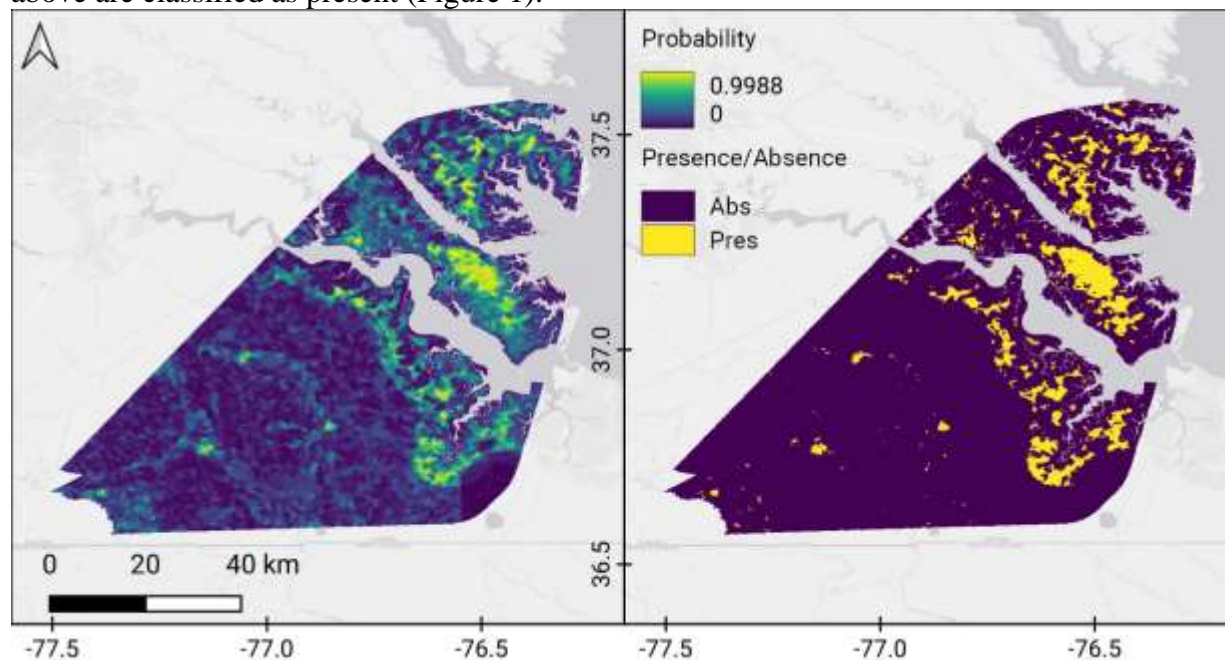 above are classified as present (Figure 1).
Probability
0.9988
0
Presence/Absence
Abs
Pres
37.5
37.0
36.5
0 20 40 km
-77.5 -77.0 -76.5 -77.5 -77.0 -76.5